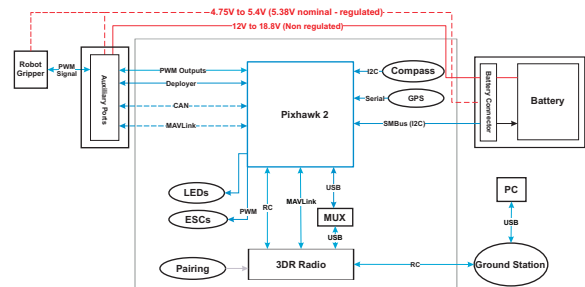 4.75V to 5.4V (5.38V nominal - regulated)
12V to 18.8V (Non regulated)
Robot
Gripper
PWM
Signal
Auxiliary Ports
PWM Outputs
Deployer
CAN
MAVLink
Pixhawk 2
I2C
Compass
Serial
GPS
SMBus (I2C)
Battery Connector
Battery
LEDs
ESCs
PWM
RC
MAVLink
USB
MUX
USB
PC
USB
Pairing
3DR Radio
RC
Ground Station